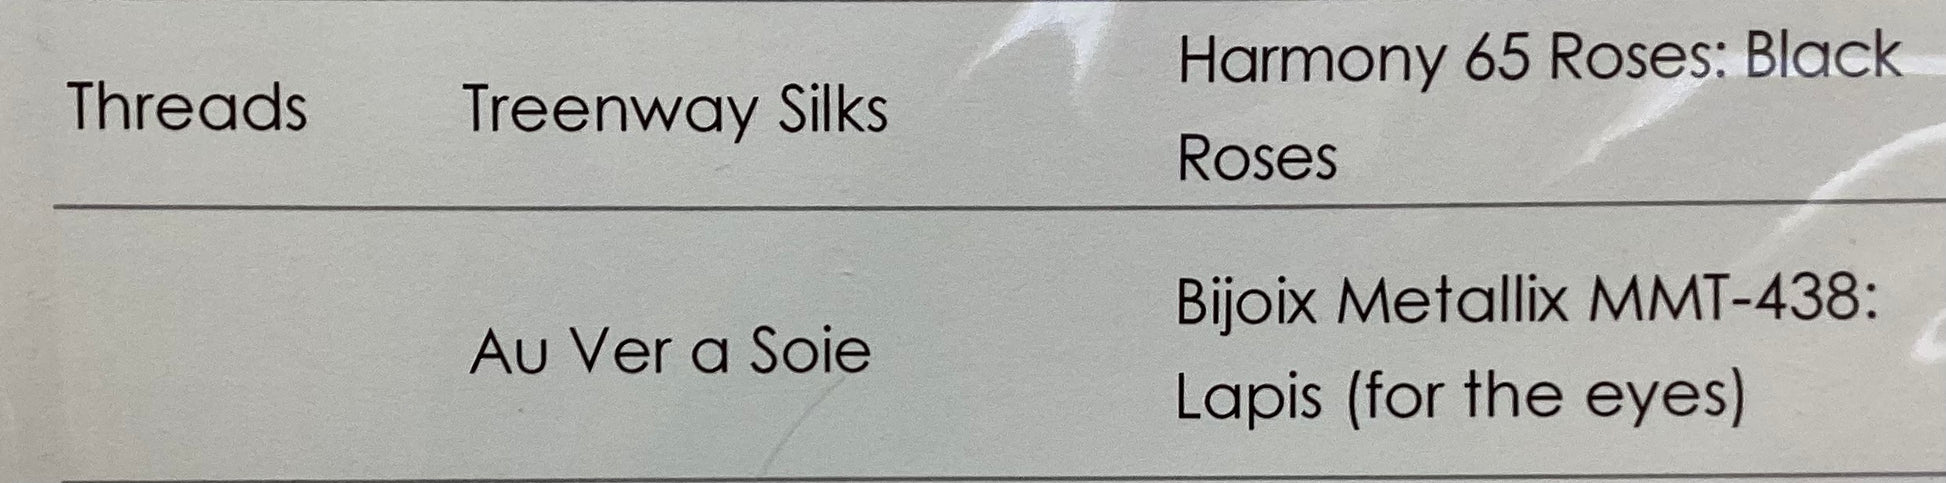 Threads Treenway Silks Harmony 65 Roses: Black
Roses
Au Ver a Soie Bijoix Metallix MMT-438:
Lapis (for the eyes)